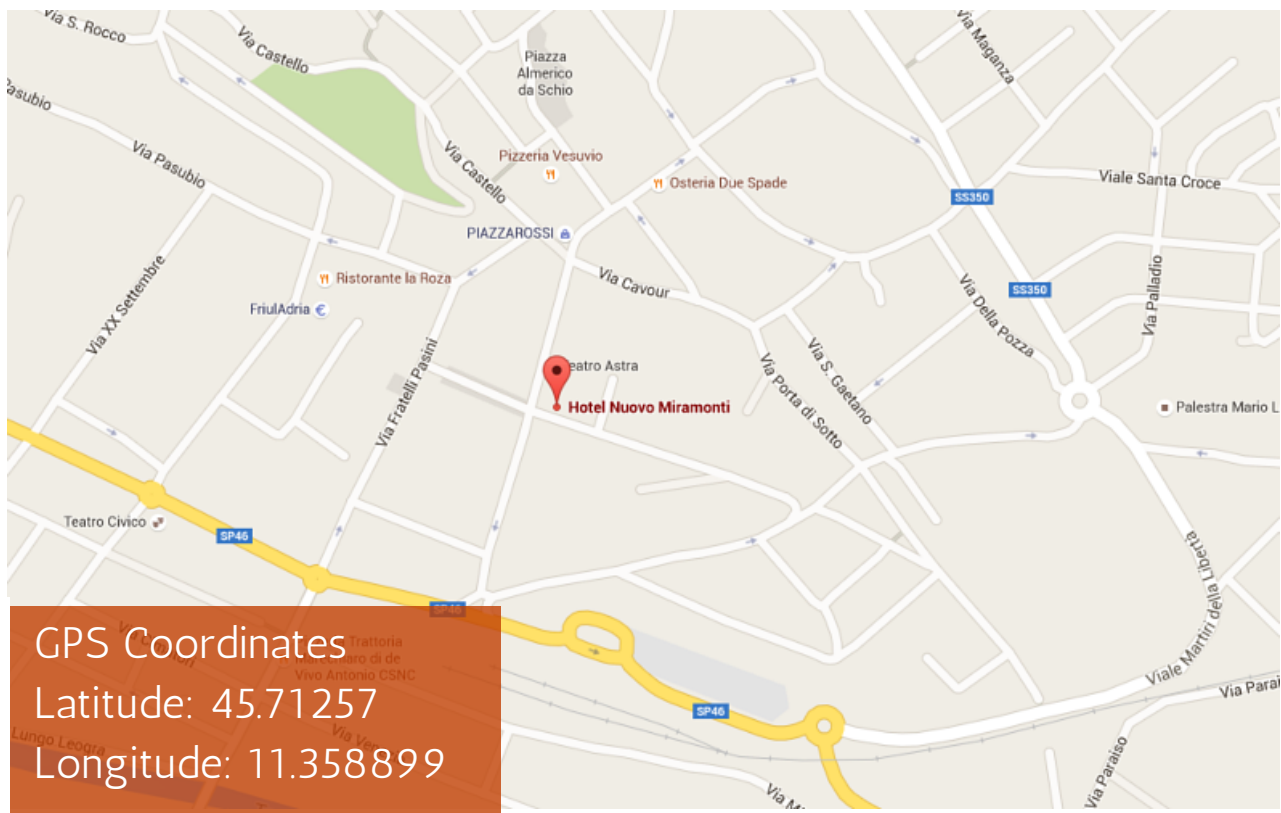 Via S. Rocco
Via Castello
Via Maganza
Piazza
Almerico
da Schio
Pasubio
Via Pasubio
Via Castello
Pizzeria Vesuvio
Osteria Due Spade
Viale Santa Croce
SS350
PIAZZAROSSI
Via XX Settembre
Ristorante la Roza
Via Cavour
Via Della Pozza
SS350
Via Palladio
FriulAdria
Via Fratelli Pasini
eatro Astra
Via Porta di Sotto
Via S. Gaetano
Hotel Nuovo Miramonti
Palestra Mario L
Teatro Civico
SP46
Viale Martiri della Libertà
SP46
Trattoria
Marechiaro di de
Vivo Antonio CSNC
GPS Coordinates
Latitude: 45.71257
Longitude: 11.358899
Via Parai
SP46
Lungo Leogra
Via Paraiso